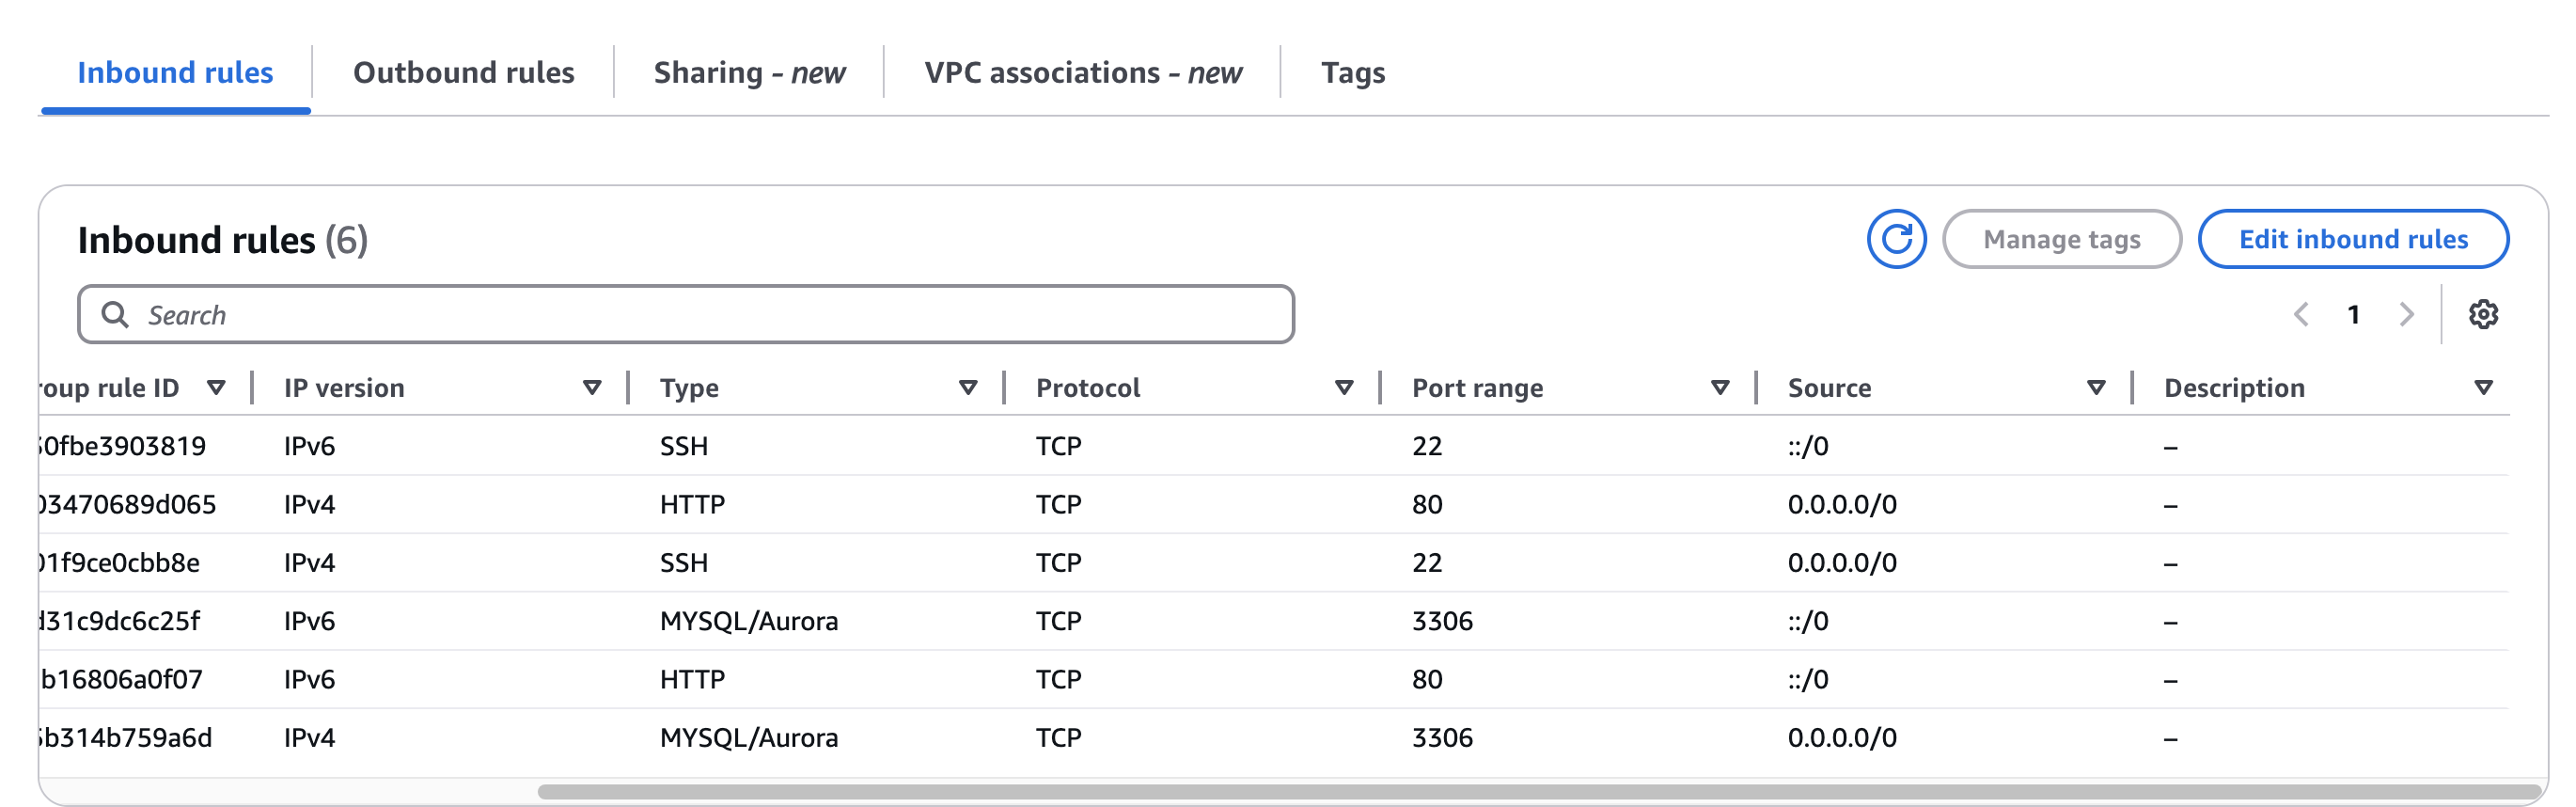 Inbound rules Outbound rules Sharing - new VPC associations - new Tags
Inbound rules (6) Manage tags Edit inbound rules
Search 1
roup rule ID IP version Type Protocol Port range Source Description
0fbe3903819 IPv6 SSH TCP 22 ::/0 –
03470689d065 IPv4 HTTP TCP 80 0.0.0.0/0 –
01f9ce0cbb8e IPv4 SSH TCP 22 0.0.0.0/0 –
d31c9dc6c25f IPv6 MYSQL/Aurora TCP 3306 ::/0 –
b16806a0f07 IPv6 HTTP TCP 80 ::/0 –
b314b759a6d IPv4 MYSQL/Aurora TCP 3306 0.0.0.0/0 –